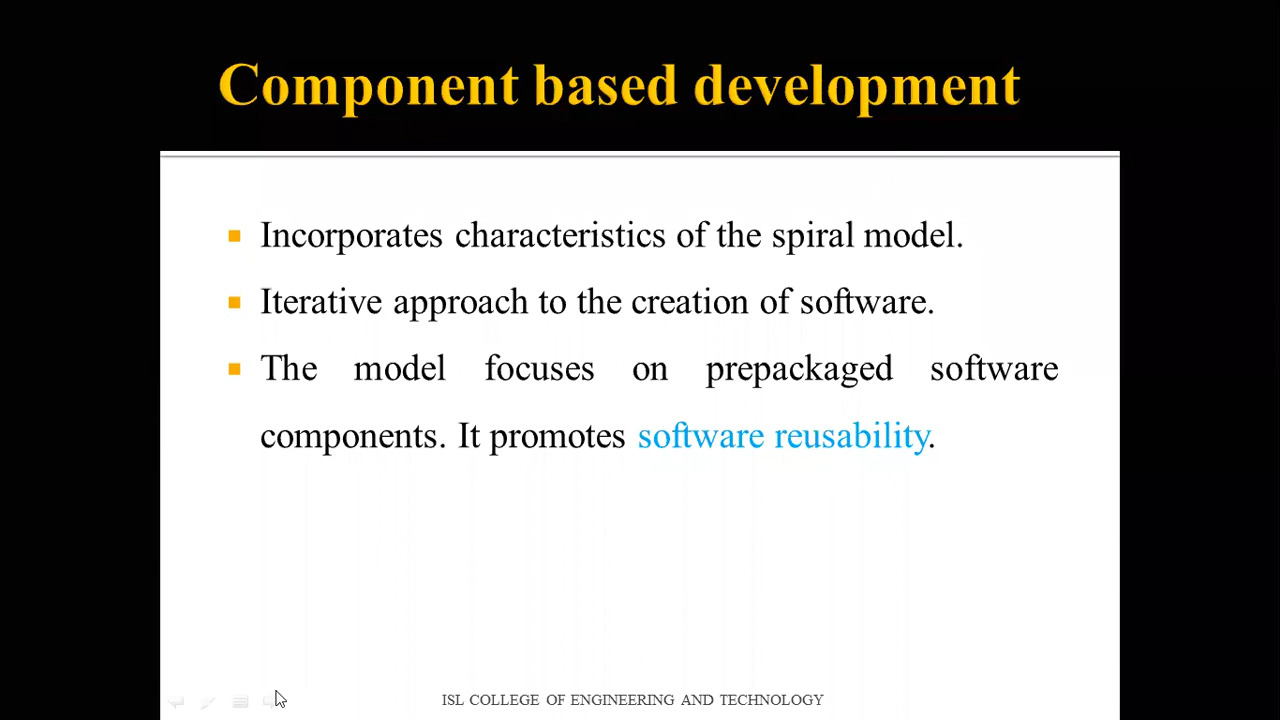 Component based development
Incorporates characteristics of the spiral model.
Iterative approach to the creation of software.
The model focuses on prepackaged software
components. It promotes software reusability.
ISL COLLEGE OF ENGINEERING AND TECHNOLOGY